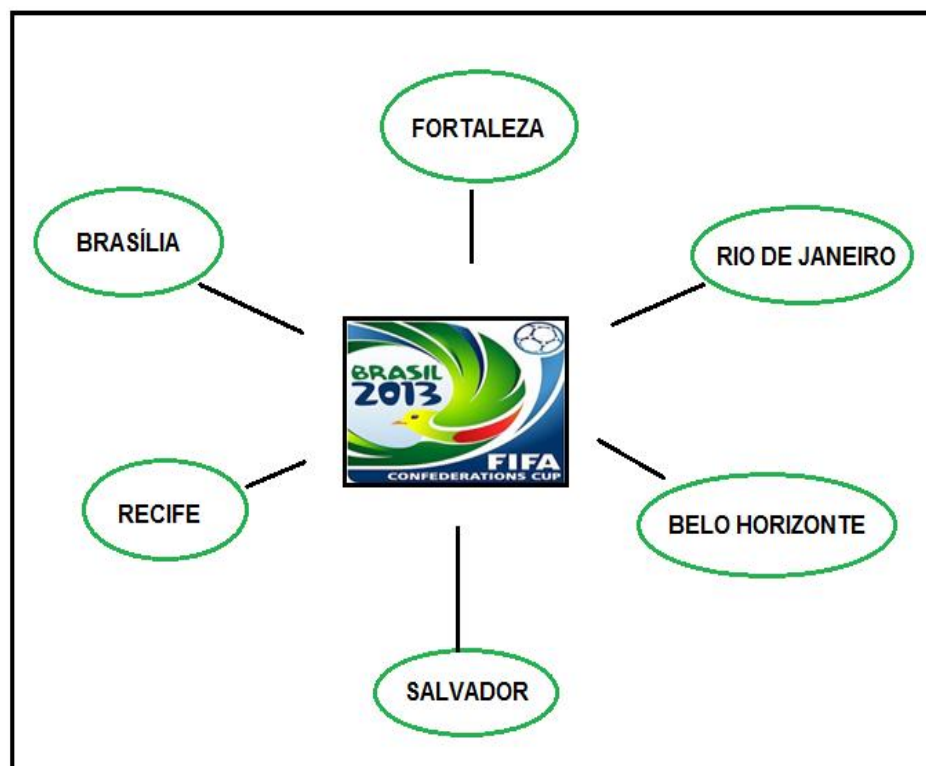 FORTALEZA
BRASÍLIA
RIO DE JANEIRO
BRASIL
2013
FIFA
CONFEDERATIONS CUP
RECIFE
BELO HORIZONTE
SALVADOR